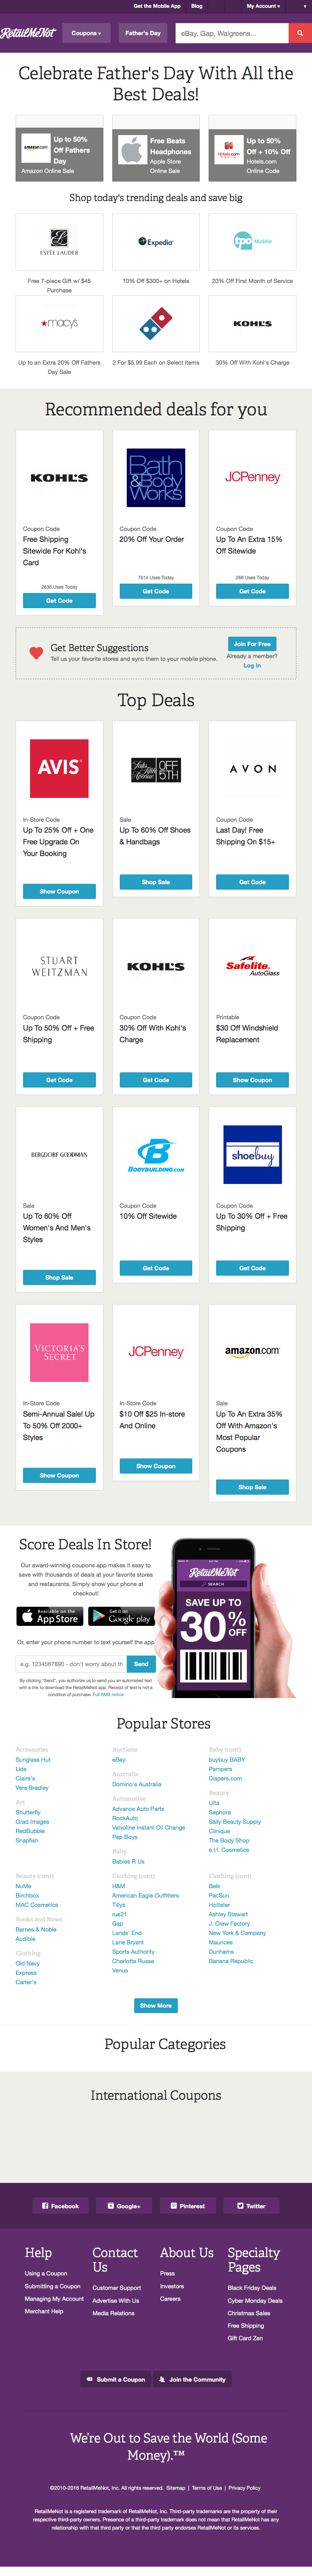 Get the Mobile App Blog My Account ▾ ▾
RetailMeNot Coupons ▾ Father's Day eBay, Gap, Walgreens...
Celebrate Father's Day With All the
Best Deals!
amazon.com
Up to 50%
Off Fathers
Day
Amazon Online Sale
Free Beats
Headphones
Apple Store
Online Sale
Hotels.com
Up to 50%
Off + 10% Off
Hotels.com
Online Code
Shop today's trending deals and save big
ESTĒE LAUDER
Free 7-piece Gift w/ $45
Purchase
Expedia
10% Off $300+ on Hotels
tpo Mobile
20% Off First Month of Service
★macy's
Up to an Extra 20% Off Fathers
Day Sale
2 For $5.99 Each on Select Items
KOHL'S
30% Off With Kohl's Charge
Recommended deals for you
KOHL'S
Coupon Code
Free Shipping
Sitewide For Kohl's
Card
2636 Uses Today
Get Code
Bath
& Body
Works
Coupon Code
20% Off Your Order
7614 Uses Today
Get Code
JCPenney
Coupon Code
Up To An Extra 15%
Off Sitewide
268 Uses Today
Get Code
Get Better Suggestions
Tell us your favorite stores and sync them to your mobile phone.
Join For Free
Already a member?
Log In
Top Deals
AVIS
In-Store Code
Up To 25% Off + One
Free Upgrade On
Your Booking
Show Coupon
Saks Fifth Avenue OFF 5TH
Sale
Up To 60% Off Shoes
& Handbags
Shop Sale
AVON
Coupon Code
Last Day! Free
Shipping On $15+
Get Code
STUART
WEITZMAN
Coupon Code
Up To 50% Off + Free
Shipping
Get Code
KOHL'S
Coupon Code
30% Off With Kohl's
Charge
Get Code
Safelite.
AutoGlass
Printable
$30 Off Windshield
Replacement
Show Coupon
BERGDORF GOODMAN
Sale
Up To 60% Off
Women's And Men's
Styles
Shop Sale
BODYBUILDING.com
Coupon Code
10% Off Sitewide
Get Code
shoebuy
Coupon Code
Up To 30% Off + Free
Shipping
Get Code
VICTORIA'S
SECRET
In-Store Code
Semi-Annual Sale! Up
To 50% Off 2000+
Styles
Show Coupon
JCPenney
In-Store Code
$10 Off $25 In-store
And Online
Show Coupon
amazon.com
Sale
Up To An Extra 35%
Off With Amazon's
Most Popular
Coupons
Shop Sale
Score Deals In Store!
Our award-winning coupons app makes it easy to
save with thousands of deals at your favorite stores
and restaurants. Simply show your phone at
checkout!
Available on the
App Store
Get it on
Google play
Or, enter your number to text yourself the app
e.g. 1234567890 - don't worry about th Send
By clicking "Send", you authorize us to send you an automated text
with a link to download the RetailMeNot app. Receipt of text is not a
condition of purchase. Full SMS notice
RetailMeNot
SEARCH
SAVE UP TO
30% OFF
Popular Stores
Accessories
Sunglass Hut
Lids
Claire's
Vera Bradley
Art
Shutterfly
Grad Images
RedBubble
Snapfish
Auctions
eBay
Australia
Domino's Australia
Automotive
Advance Auto Parts
RockAuto
Valvoline Instant Oil Change
Pep Boys
Baby
Babies R Us
Baby (cont)
buybuy BABY
Pampers
Diapers.com
Beauty
Ulta
Sephora
Sally Beauty Supply
Clinique
The Body Shop
e.l.f. Cosmetics
Beauty (cont)
NuMe
Birchbox
MAC Cosmetics
Books and News
Barnes & Noble
Audible
Clothing
Old Navy
Express
Carter's
Clothing (cont)
H&M
American Eagle Outfitters
Tillys
rue21
Gap
Lands' End
Lane Bryant
Sports Authority
Charlotte Russe
Venus
Clothing (cont)
Belk
PacSun
Hollister
Ashley Stewart
J. Crew Factory
New York & Company
Maurices
Dunhams
Banana Republic
Show More
Popular Categories
International Coupons
Facebook Google+ Pinterest Twitter
Help
Using a Coupon
Submitting a Coupon
Managing My Account
Merchant Help
Contact
Us
Customer Support
Advertise With Us
Media Relations
About Us
Press
Investors
Careers
Specialty
Pages
Black Friday Deals
Cyber Monday Deals
Christmas Sales
Free Shipping
Gift Card Zen
Submit a Coupon Join the Community
We're Out to Save the World (Some
Money).™
©2010-2016 RetailMeNot, Inc. All rights reserved. Sitemap | Terms of Use | Privacy Policy
RetailMeNot is a registered trademark of RetailMeNot, Inc. Third-party trademarks are the property of their
respective third-party owners. Presence of a third-party trademark does not mean that RetailMeNot has any
relationship with that third party or that the third party endorses RetailMeNot or its services.